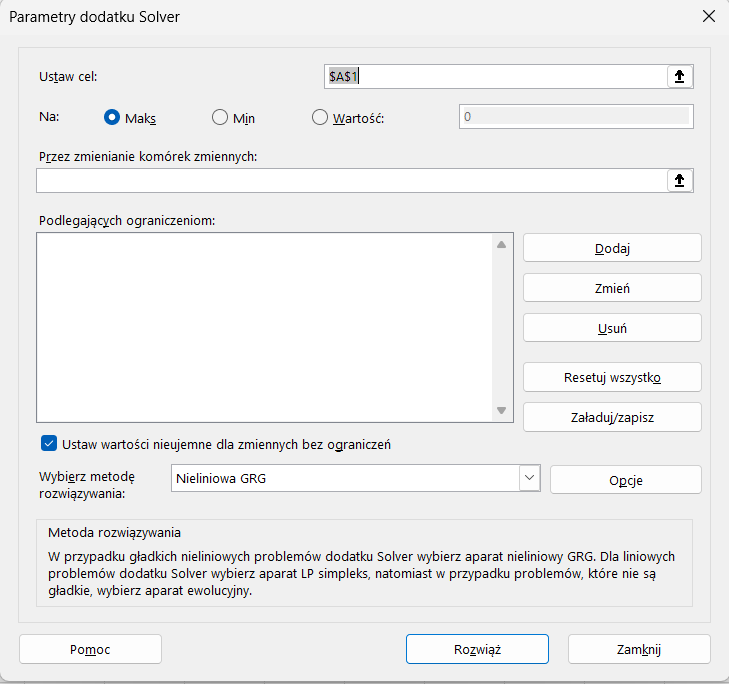 Parametry dodatku Solver
Ustaw cel:
$A$1
Na:
Maks
Min
Wartość:
0
Przez zmienianie komórek zmiennych:
Podlegających ograniczeniom:
Dodaj
Zmień
Usuń
Resetuj wszystko
Załaduj/zapisz
Ustaw wartości nieujemne dla zmiennych bez ograniczeń
Wybierz metodę
rozwiązywania:
Nieliniowa GRG
Opcje
Metoda rozwiązywania
W przypadku gładkich nieliniowych problemów dodatku Solver wybierz aparat nieliniowy GRG. Dla liniowych
problemów dodatku Solver wybierz aparat LP simpleks, natomiast w przypadku problemów, które nie są
gładkie, wybierz aparat ewolucyjny.
Pomoc
Rozwiąż
Zamknij